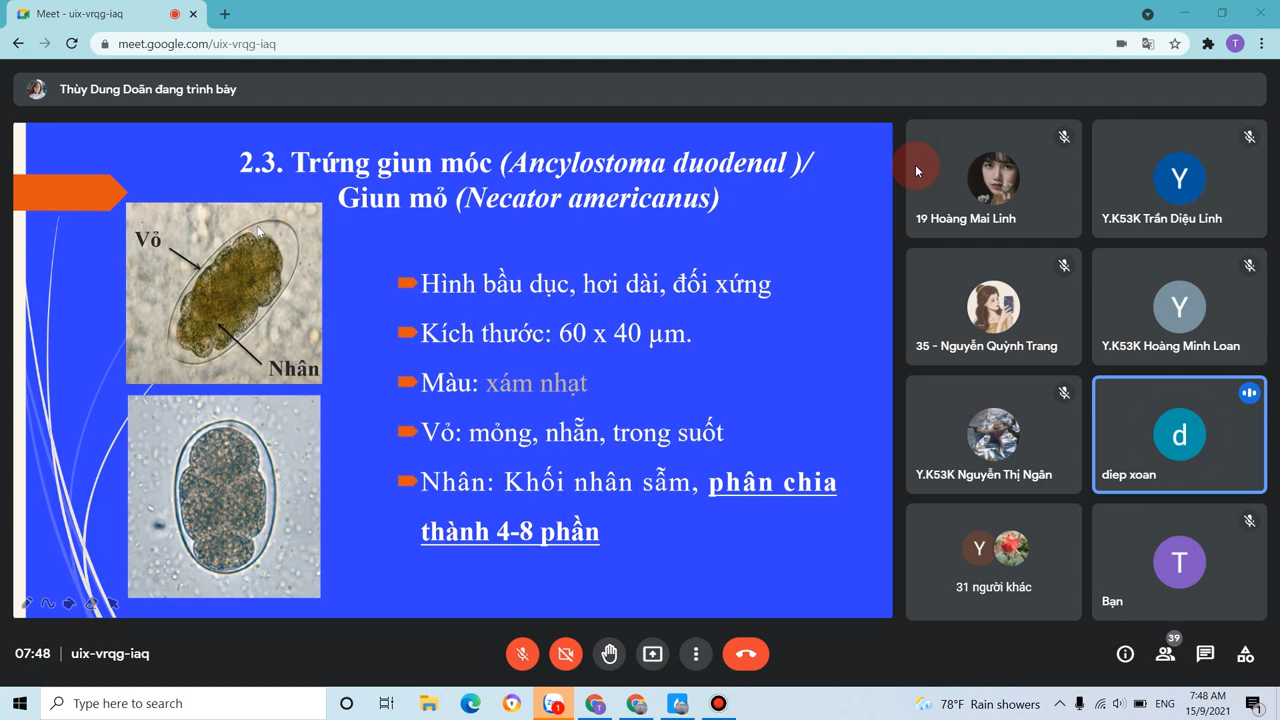 Meet - uix-vrqg-iaq
meet.google.com/uix-vrqg-iaq
T
Thùy Dung Doãn đang trình bày
2.3. Trứng giun móc (Ancylostoma duodenal )/
Giun mỏ (Necator americanus)
Vỏ
Nhân
Hình bầu dục, hơi dài, đối xứng
Kích thước: 60 x 40 µm.
Màu: xám nhạt
Vỏ: mỏng, nhẵn, trong suốt
Nhân: Khối nhân sẫm, phân chia
thành 4-8 phần
19 Hoàng Mai Linh
Y
Y.K53K Trần Diệu Linh
35 - Nguyễn Quỳnh Trang
Y
Y.K53K Hoàng Minh Loan
Y.K53K Nguyễn Thị Ngân
d
diep xoan
Y
31 người khác
T
Bạn
07:48 | uix-vrqg-iaq
39
Type here to search
Zalo
1
T
78°F Rain showers
ENG
7:48 AM
15/9/2021
1